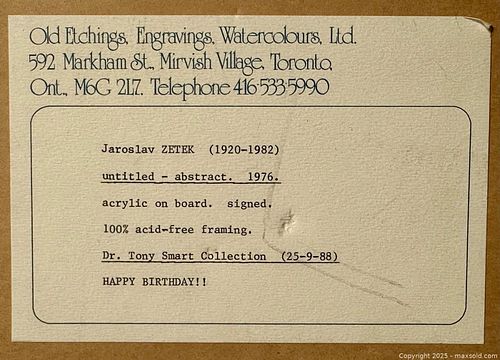 Old Etchings, Engravings, Watercolours, Ltd.
592 Markham St., Mirvish Village, Toronto,
Ont., M6G 2L7. Telephone 416·533·5990
Jaroslav ZETEK (1920-1982)
untitled - abstract. 1976.
acrylic on board. signed.
100% acid-free framing.
Dr. Tony Smart Collection (25-9-88)
HAPPY BIRTHDAY!!
Copyright 2025 - maxsold.com